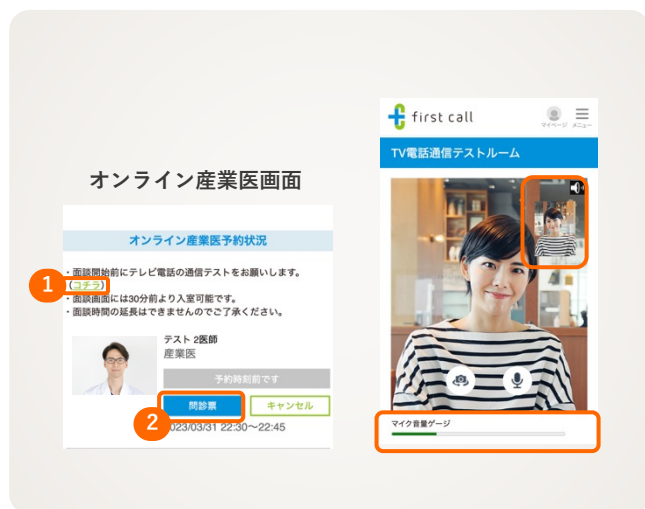 オンライン産業医画面
オンライン産業医予約状況
・面談開始前にテレビ電話の通信テストをお願いします。
（コチラ）
・面談画面には30分前より入室可能です。
・面談時間の延長はできませんのでご了承ください。
テスト 2医師
産業医
予約時刻前です
問診票
キャンセル
023/03/31 22:30〜22:45
1
2
first call
マイページ
メニュー
TV電話通信テストルーム
マイク音量ゲージ